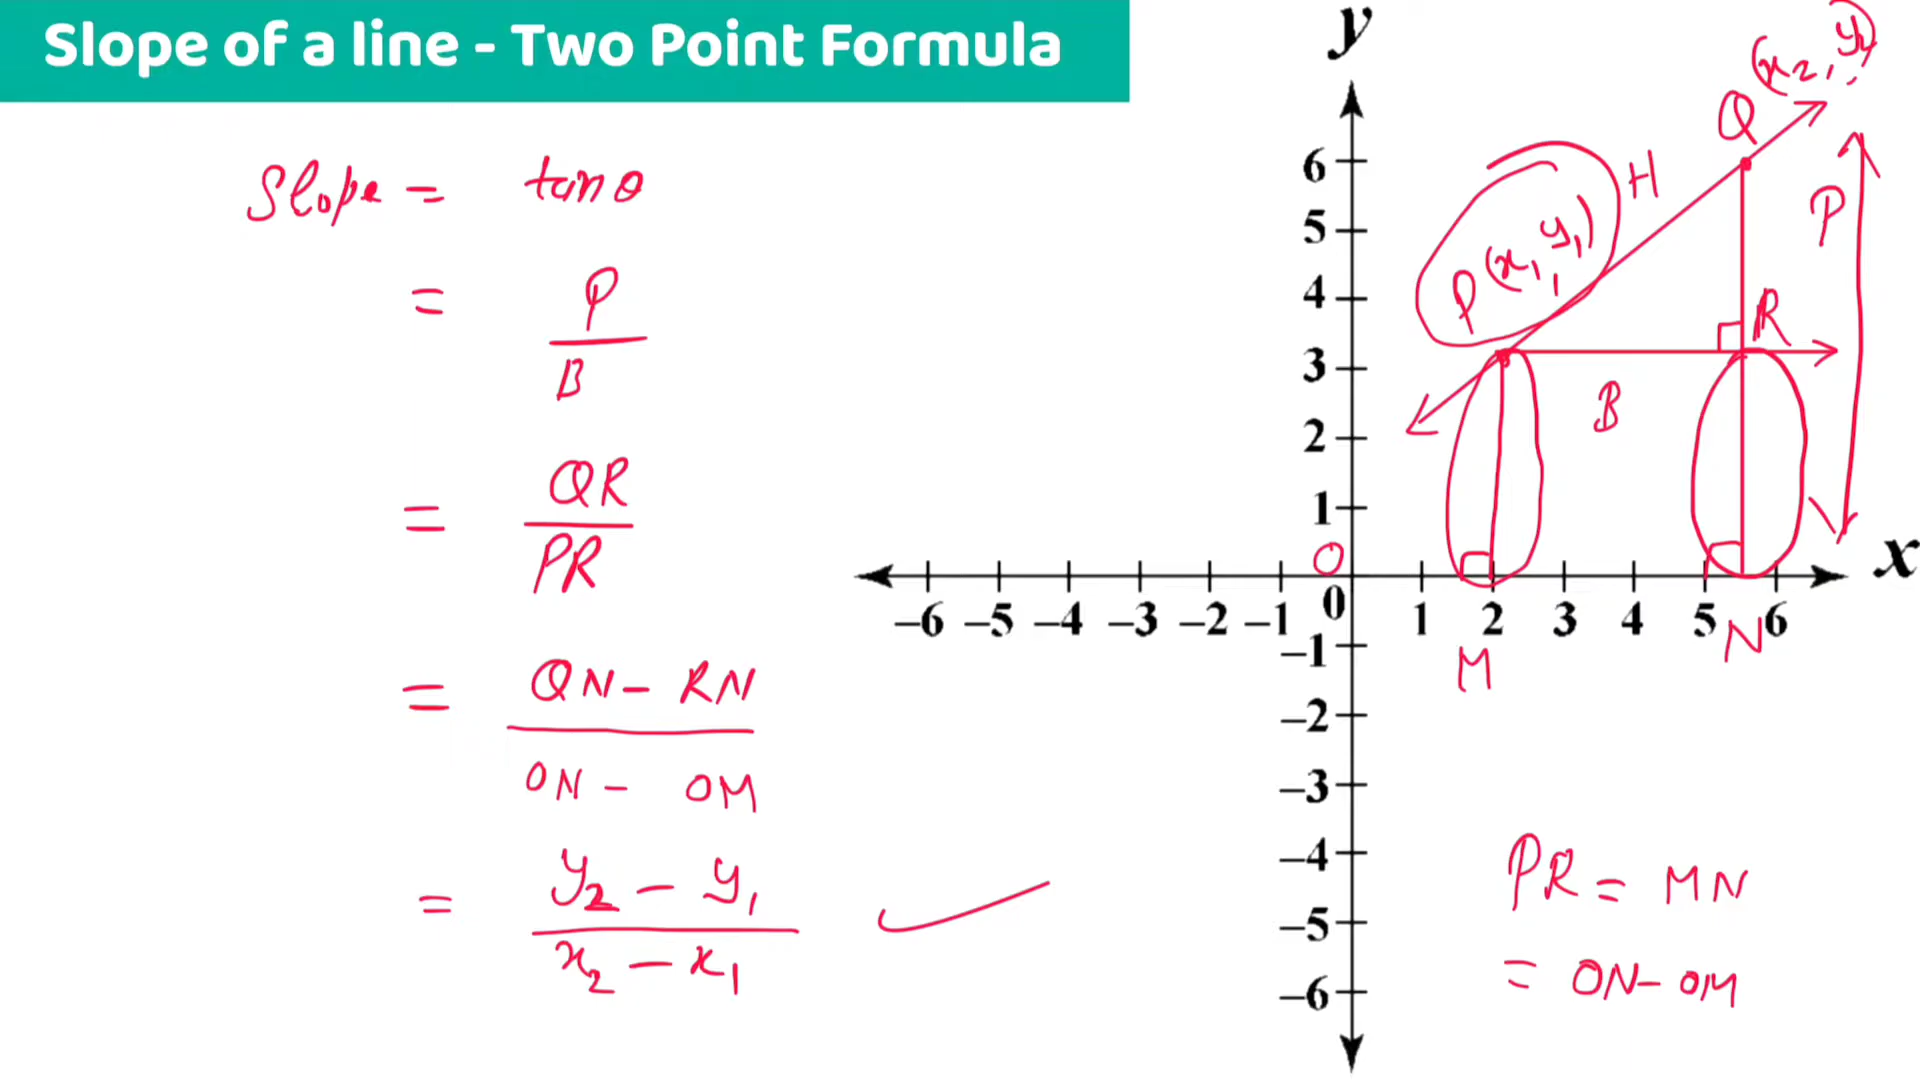 Slope of a line - Two Point Formula
Slope = tan θ
= P / B
= QR / PR
= QN - RN / ON - OM
= y₂ - y₁ / x₂ - x₁
y
Q (x₂, y₂)
H
P
P (x₁, y₁)
R
B
6
5
4
3
2
1
O
x
–6 –5 –4 –3 –2 –1 0 1 2 3 4 5 6
M N
–1
–2
–3
–4
–5
–6
PR = MN
= ON - OM